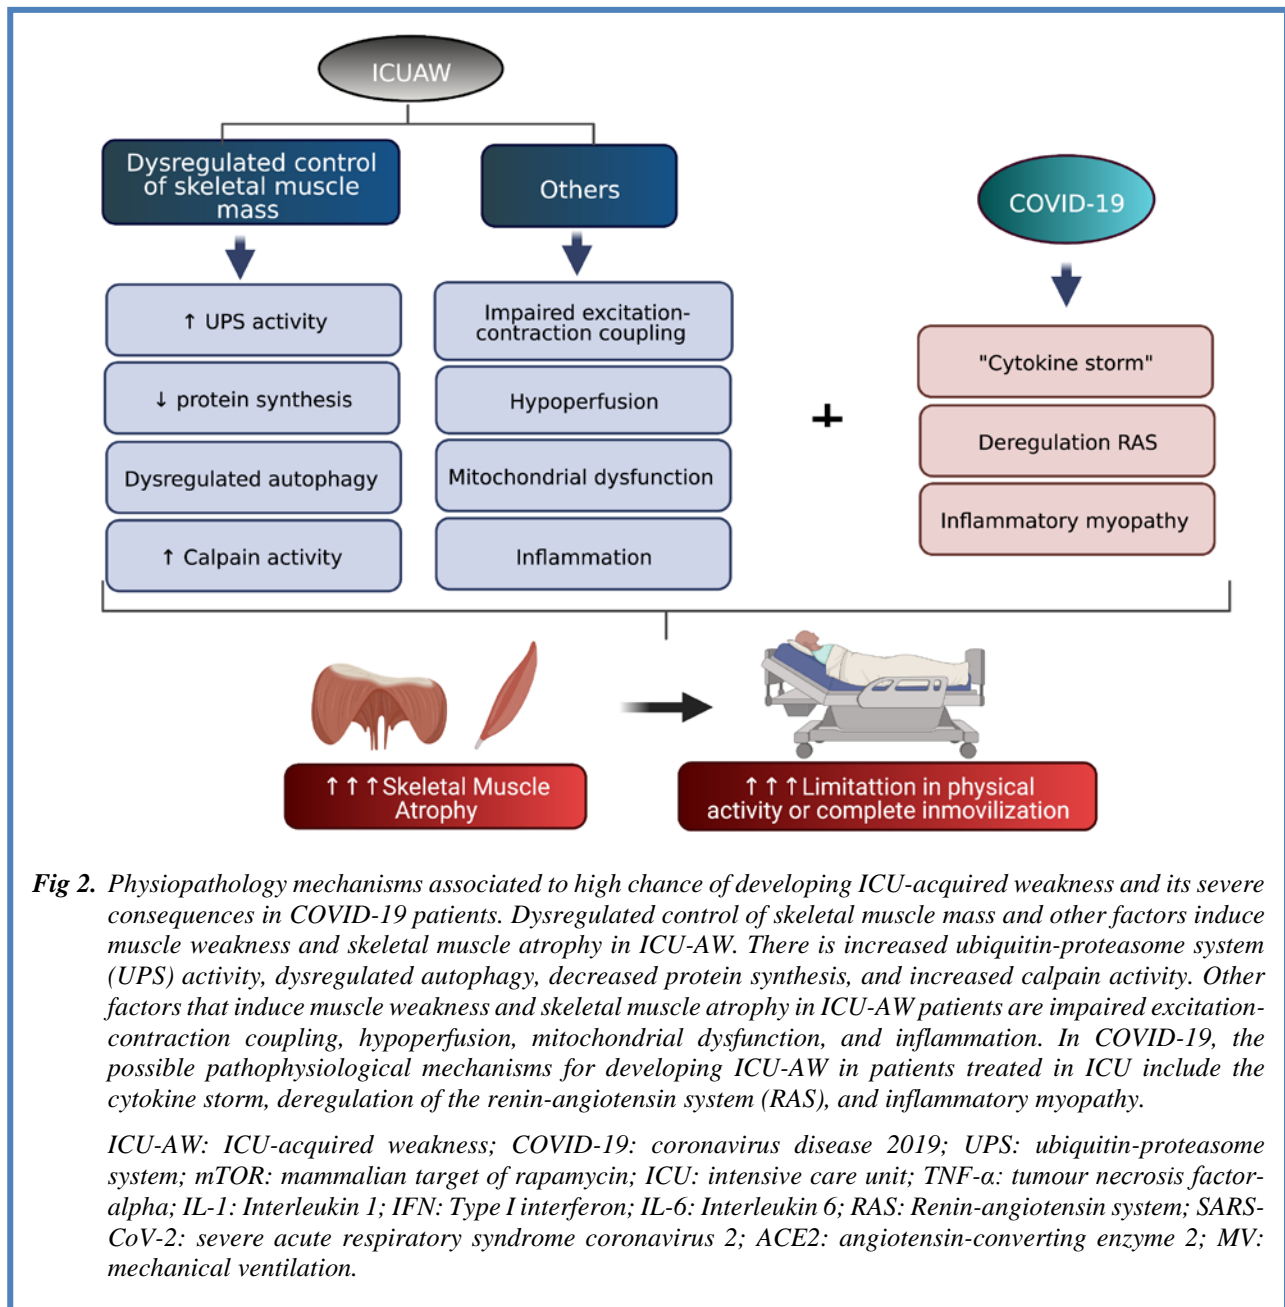 ICUAW
Dysregulated control
of skeletal muscle
mass
Others
COVID-19
↑ UPS activity
↓ protein synthesis
Dysregulated autophagy
↑ Calpain activity
Impaired excitation-
contraction coupling
Hypoperfusion
Mitochondrial dysfunction
Inflammation
+
"Cytokine storm"
Deregulation RAS
Inflammatory myopathy
↑ ↑ ↑ Skeletal Muscle
Atrophy
↑ ↑ ↑ Limitattion in physical
activity or complete inmovilization
Fig 2. Physiopathology mechanisms associated to high chance of developing ICU-acquired weakness and its severe
consequences in COVID-19 patients. Dysregulated control of skeletal muscle mass and other factors induce
muscle weakness and skeletal muscle atrophy in ICU-AW. There is increased ubiquitin-proteasome system
(UPS) activity, dysregulated autophagy, decreased protein synthesis, and increased calpain activity. Other
factors that induce muscle weakness and skeletal muscle atrophy in ICU-AW patients are impaired excitation-
contraction coupling, hypoperfusion, mitochondrial dysfunction, and inflammation. In COVID-19, the
possible pathophysiological mechanisms for developing ICU-AW in patients treated in ICU include the
cytokine storm, deregulation of the renin-angiotensin system (RAS), and inflammatory myopathy.
ICU-AW: ICU-acquired weakness; COVID-19: coronavirus disease 2019; UPS: ubiquitin-proteasome
system; mTOR: mammalian target of rapamycin; ICU: intensive care unit; TNF-α: tumour necrosis factor-
alpha; IL-1: Interleukin 1; IFN: Type I interferon; IL-6: Interleukin 6; RAS: Renin-angiotensin system; SARS-
CoV-2: severe acute respiratory syndrome coronavirus 2; ACE2: angiotensin-converting enzyme 2; MV:
mechanical ventilation.